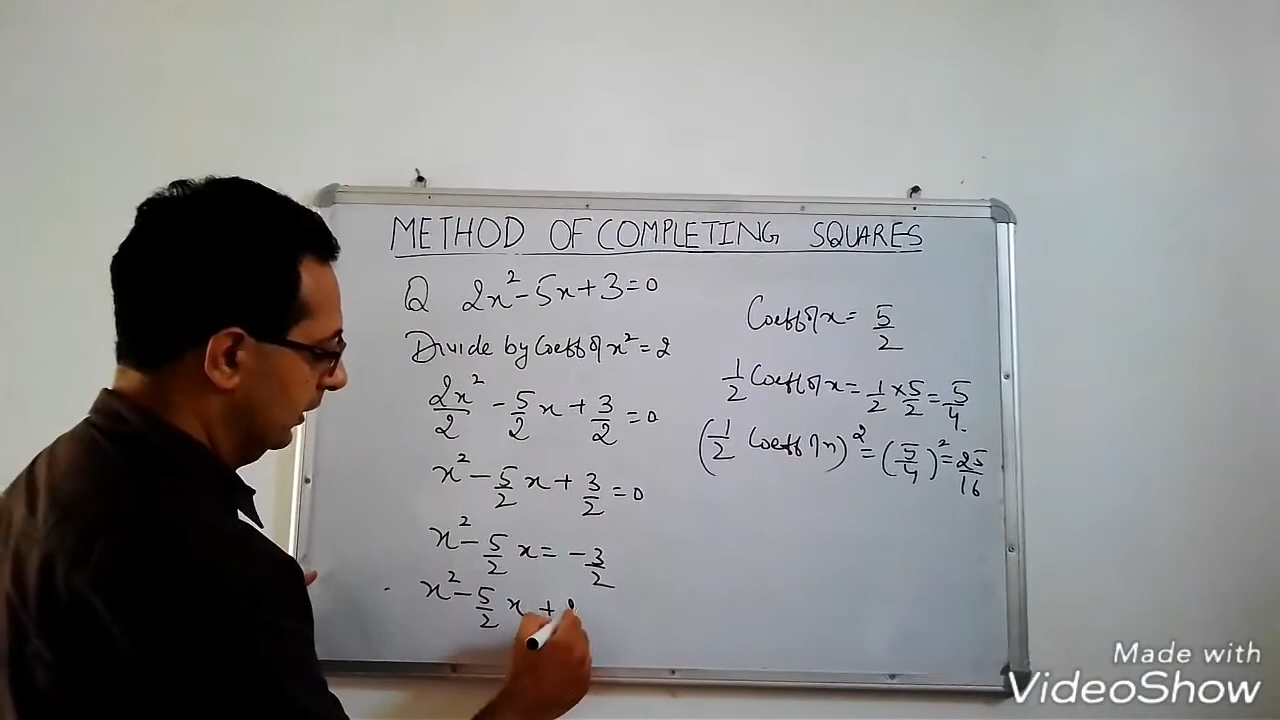 METHOD OF COMPLETING SQUARES
Q 2x² - 5x + 3 = 0
Divide by Coeff of x² = 2
2x²/2 - 5/2 x + 3/2 = 0
x² - 5/2 x + 3/2 = 0
x² - 5/2 x = -3/2
x² - 5/2 x +
Coeff of x = 5/2
1/2 Coeff of x = 1/2 × 5/2 = 5/4
(1/2 Coeff of x)² = (5/4)² = 25/16
Made with
VideoShow